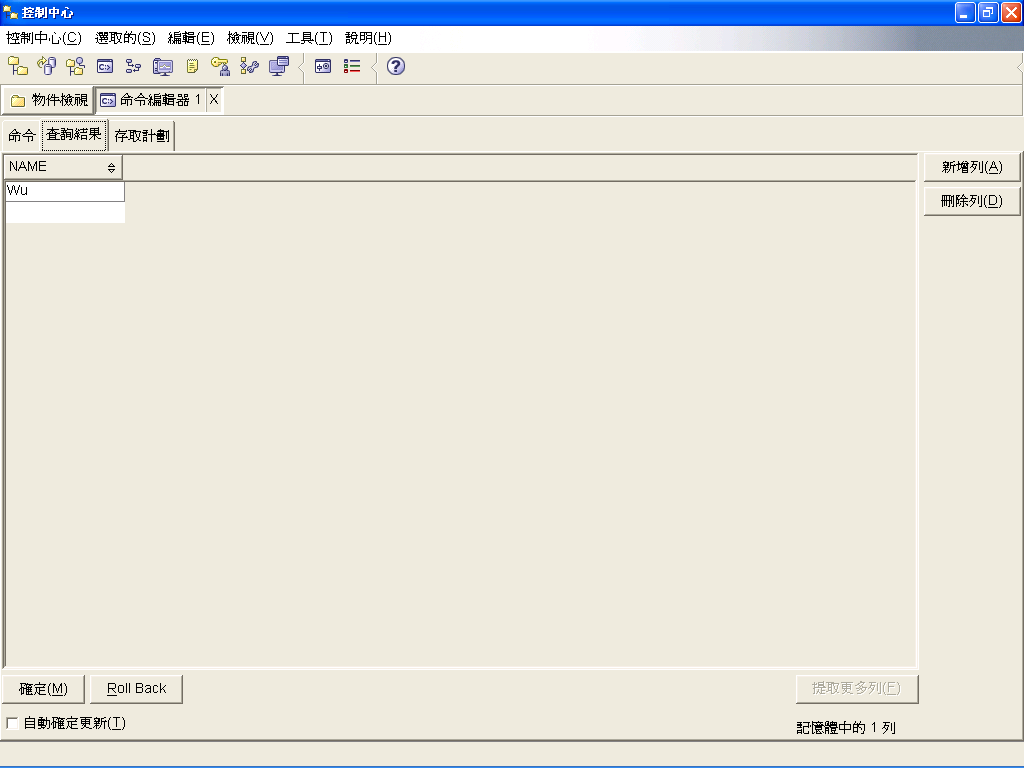 控制中心
控制中心(C) 選取的(S) 編輯(E) 檢視(V) 工具(T) 說明(H)
物件檢視 命令編輯器 1 X
命令 查詢結果 存取計劃
NAME
新增列(A)
Wu
刪除列(D)
確定(M) Roll Back 提取更多列(F)
自動確定更新(T)
記憶體中的 1 列